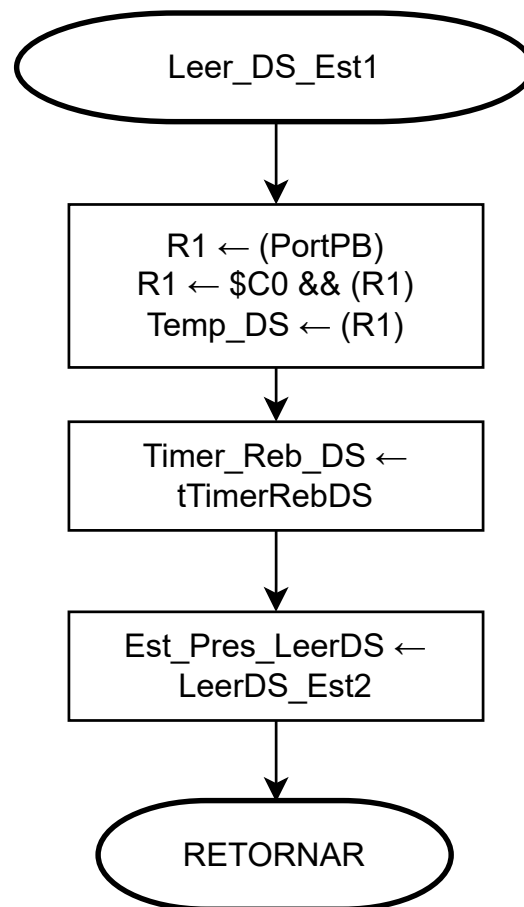 Leer_DS_Est1
R1 ← (PortPB)
R1 ← $C0 && (R1)
Temp_DS ← (R1)
Timer_Reb_DS ←
tTimerRebDS
Est_Pres_LeerDS ←
LeerDS_Est2
RETORNAR